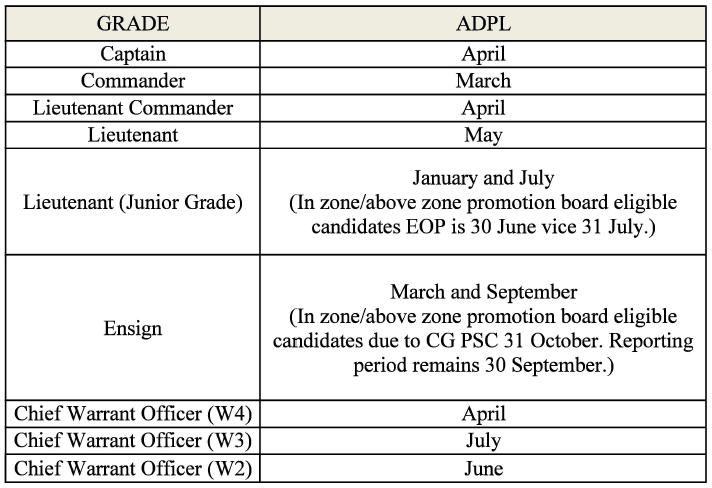 GRADE ADPL
Captain April
Commander March
Lieutenant Commander April
Lieutenant May
Lieutenant (Junior Grade) January and July
(In zone/above zone promotion board eligible
candidates EOP is 30 June vice 31 July.)
Ensign March and September
(In zone/above zone promotion board eligible
candidates due to CG PSC 31 October. Reporting
period remains 30 September.)
Chief Warrant Officer (W4) April
Chief Warrant Officer (W3) July
Chief Warrant Officer (W2) June